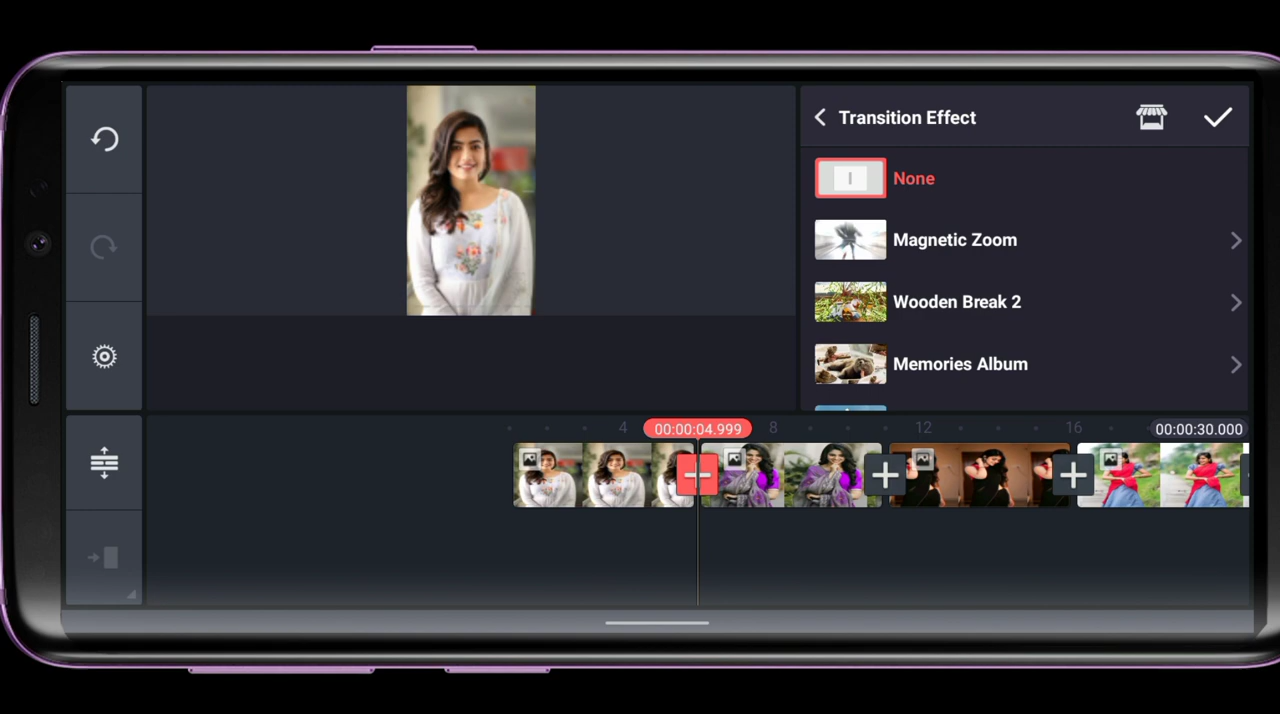 Transition Effect
None
Magnetic Zoom
Wooden Break 2
Memories Album
4
00:00:04.999
8
12
16
00:00:30.000